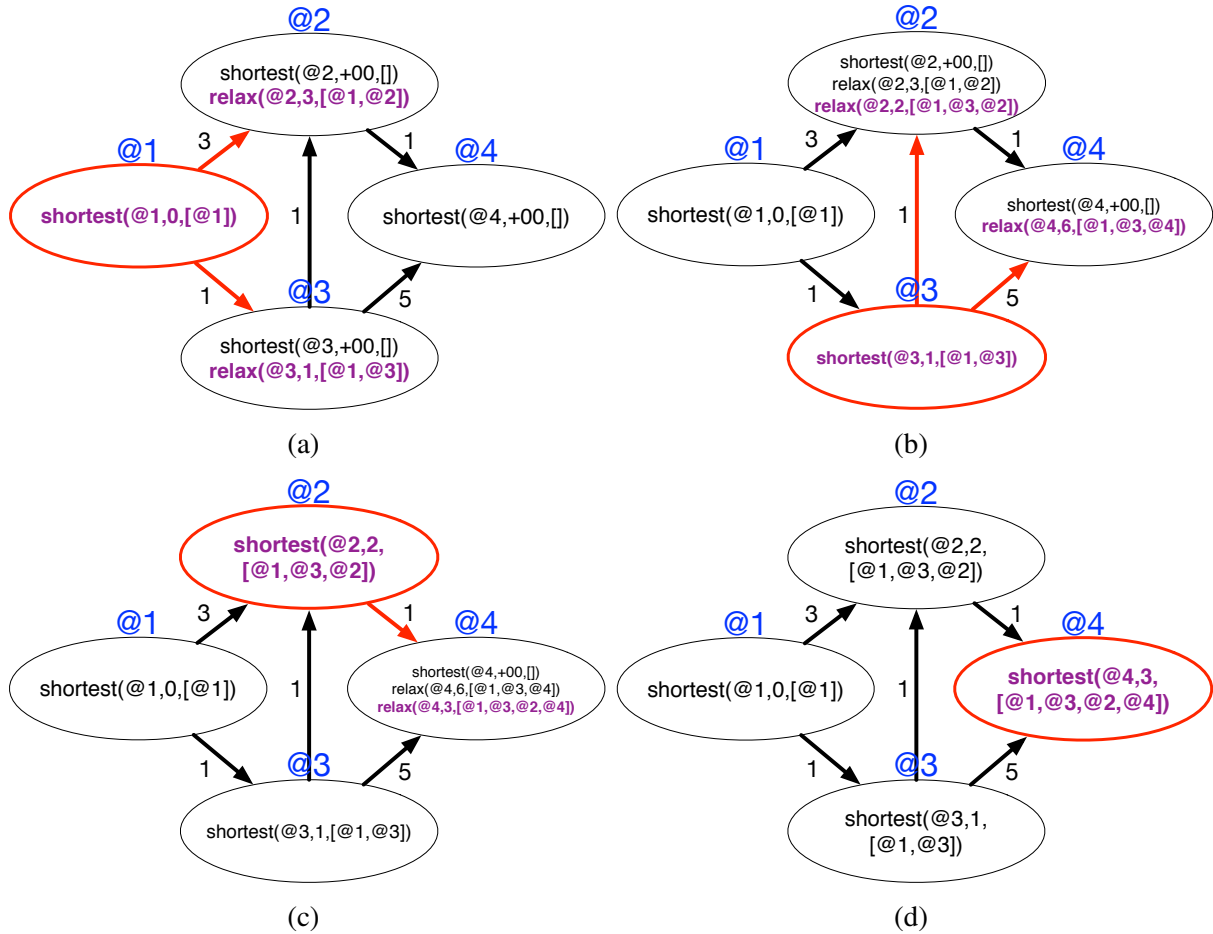 @2
shortest(@2,+00,[])
relax(@2,3,[@1,@2])
@1
3
1
@4
shortest(@1,0,[@1])
1
shortest(@4,+00,[])
1
@3
5
shortest(@3,+00,[])
relax(@3,1,[@1,@3])
(a)
@2
shortest(@2,+00,[])
relax(@2,3,[@1,@2])
relax(@2,2,[@1,@3,@2])
@1
3
1
@4
shortest(@1,0,[@1])
1
shortest(@4,+00,[])
relax(@4,6,[@1,@3,@4])
1
@3
5
shortest(@3,1,[@1,@3])
(b)
@2
shortest(@2,2,
[@1,@3,@2])
@1
3
1
@4
shortest(@1,0,[@1])
1
shortest(@4,+00,[])
relax(@4,6,[@1,@3,@4])
relax(@4,3,[@1,@3,@2,@4])
1
@3
5
shortest(@3,1,[@1,@3])
(c)
@2
shortest(@2,2,
[@1,@3,@2])
@1
3
1
@4
shortest(@1,0,[@1])
1
shortest(@4,3,
[@1,@3,@2,@4])
1
@3
5
shortest(@3,1,
[@1,@3])
(d)